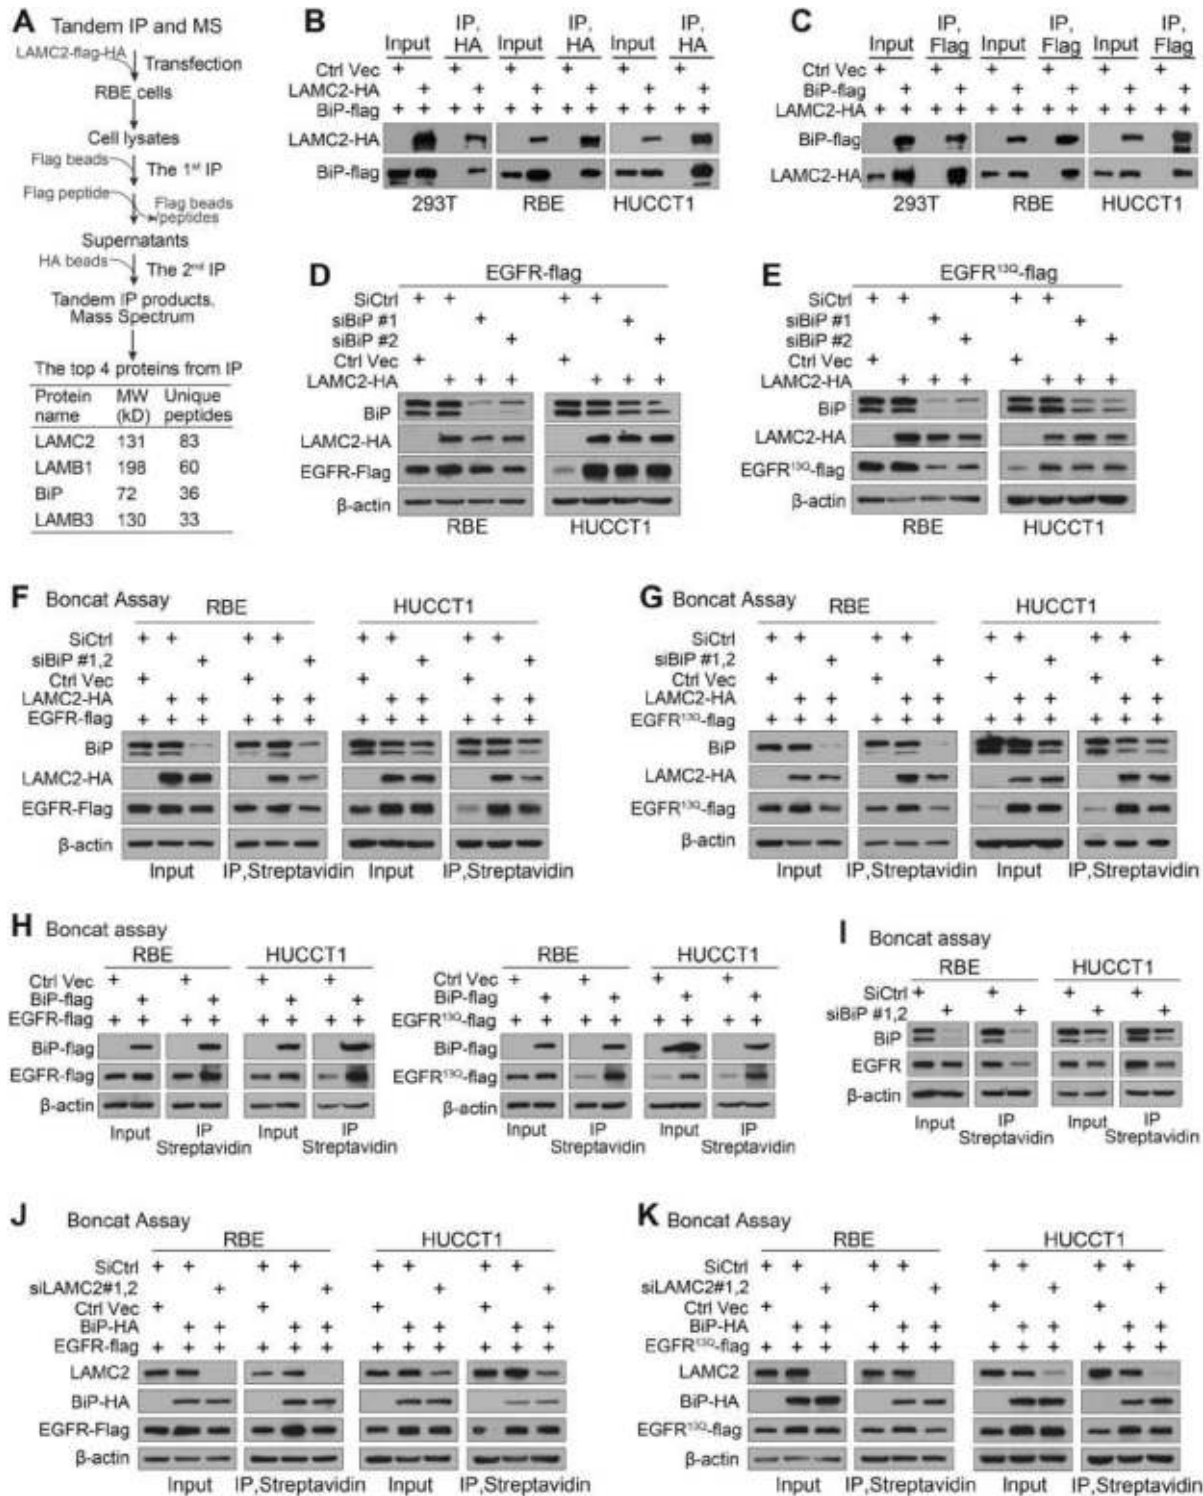 A Tandem IP and MS
LAMC2-flag-HA
Transfection
RBE cells
Cell lysates
Flag beads
The 1st IP
Flag peptide
Flag beads
/peptides
Supernatants
HA beads
The 2nd IP
Tandem IP products,
Mass Spectrum
The top 4 proteins from IP
Protein name MW (kD) Unique peptides
LAMC2 131 83
LAMB1 198 60
BiP 72 36
LAMB3 130 33
B
Input IP, HA Input IP, HA Input IP, HA
Ctrl Vec + + + + + +
LAMC2-HA + + + + + +
BiP-flag + + + + + + + + + + + +
LAMC2-HA
BiP-flag
293T RBE HUCCT1
C
Input IP, Flag Input IP, Flag Input IP, Flag
Ctrl Vec + + + + + +
BiP-flag + + + + + +
LAMC2-HA + + + + + + + + + + + +
BiP-flag
LAMC2-HA
293T RBE HUCCT1
D EGFR-flag
SiCtrl + + + +
siBiP #1 + +
siBiP #2 + +
Ctrl Vec + +
LAMC2-HA + + + + + +
BiP
LAMC2-HA
EGFR-Flag
β-actin
RBE HUCCT1
E EGFR13Q-flag
SiCtrl + + + +
siBiP #1 + +
siBiP #2 + +
Ctrl Vec + +
LAMC2-HA + + + + + +
BiP
LAMC2-HA
EGFR13Q-flag
β-actin
RBE HUCCT1
F Boncat Assay
RBE HUCCT1
SiCtrl + + + + + + + +
siBiP #1,2 + + + +
Ctrl Vec + + + +
LAMC2-HA + + + + + + + +
EGFR-flag + + + + + + + + + + + +
BiP
LAMC2-HA
EGFR-Flag
β-actin
Input IP,Streptavidin Input IP,Streptavidin
G Boncat Assay
RBE HUCCT1
SiCtrl + + + + + + + +
siBiP #1,2 + + + +
Ctrl Vec + + + +
LAMC2-HA + + + + + + + +
EGFR13Q-flag + + + + + + + + + + + +
BiP
LAMC2-HA
EGFR13Q-flag
β-actin
Input IP,Streptavidin Input IP,Streptavidin
H Boncat assay
RBE HUCCT1
Ctrl Vec + + + +
BiP-flag + + + +
EGFR-flag + + + + + + + +
BiP-flag
EGFR-flag
β-actin
Input IP Streptavidin Input IP Streptavidin
RBE HUCCT1
Ctrl Vec + + + +
BiP-flag + + + +
EGFR13Q-flag + + + + + + + +
BiP-flag
EGFR13Q-flag
β-actin
Input IP Streptavidin Input IP Streptavidin
I Boncat assay
RBE HUCCT1
SiCtrl + + + +
siBiP #1,2 + + + +
BiP
EGFR
β-actin
Input IP Streptavidin Input IP Streptavidin
J Boncat Assay
RBE HUCCT1
SiCtrl + + + + + + + +
siLAMC2#1,2 + + + +
Ctrl Vec + + + +
BiP-HA + + + + + + + +
EGFR-flag + + + + + + + + + + + +
LAMC2
BiP-HA
EGFR-Flag
β-actin
Input IP,Streptavidin Input IP,Streptavidin
K Boncat Assay
RBE HUCCT1
SiCtrl + + + + + + + +
siLAMC2#1,2 + + + +
Ctrl Vec + + + +
BiP-HA + + + + + + + +
EGFR13Q-flag + + + + + + + + + + + +
LAMC2
BiP-HA
EGFR13Q-flag
β-actin
Input IP,Streptavidin Input IP,Streptavidin